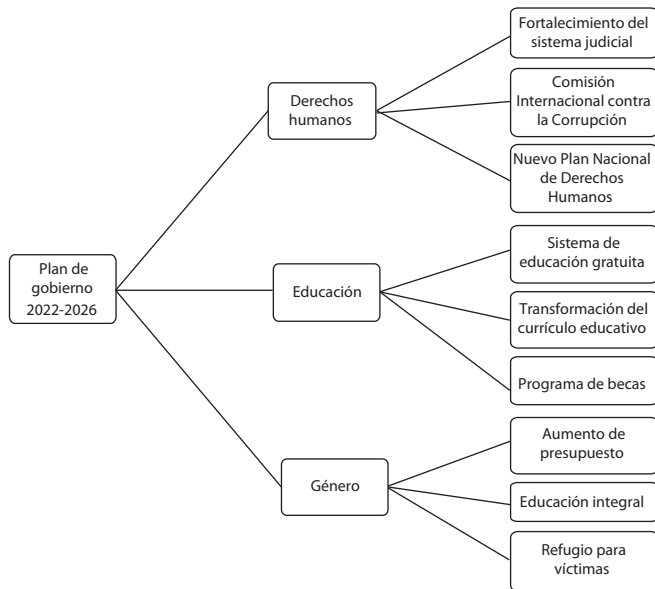 Fortalecimiento del
sistema judicial
Derechos
humanos
Comisión
Internacional contra
la Corrupción
Nuevo Plan Nacional
de Derechos
Humanos
Plan de
gobierno
2022-2026
Educación
Sistema de
educación gratuita
Transformación del
currículo educativo
Programa de becas
Género
Aumento de
presupuesto
Educación integral
Refugio para
víctimas